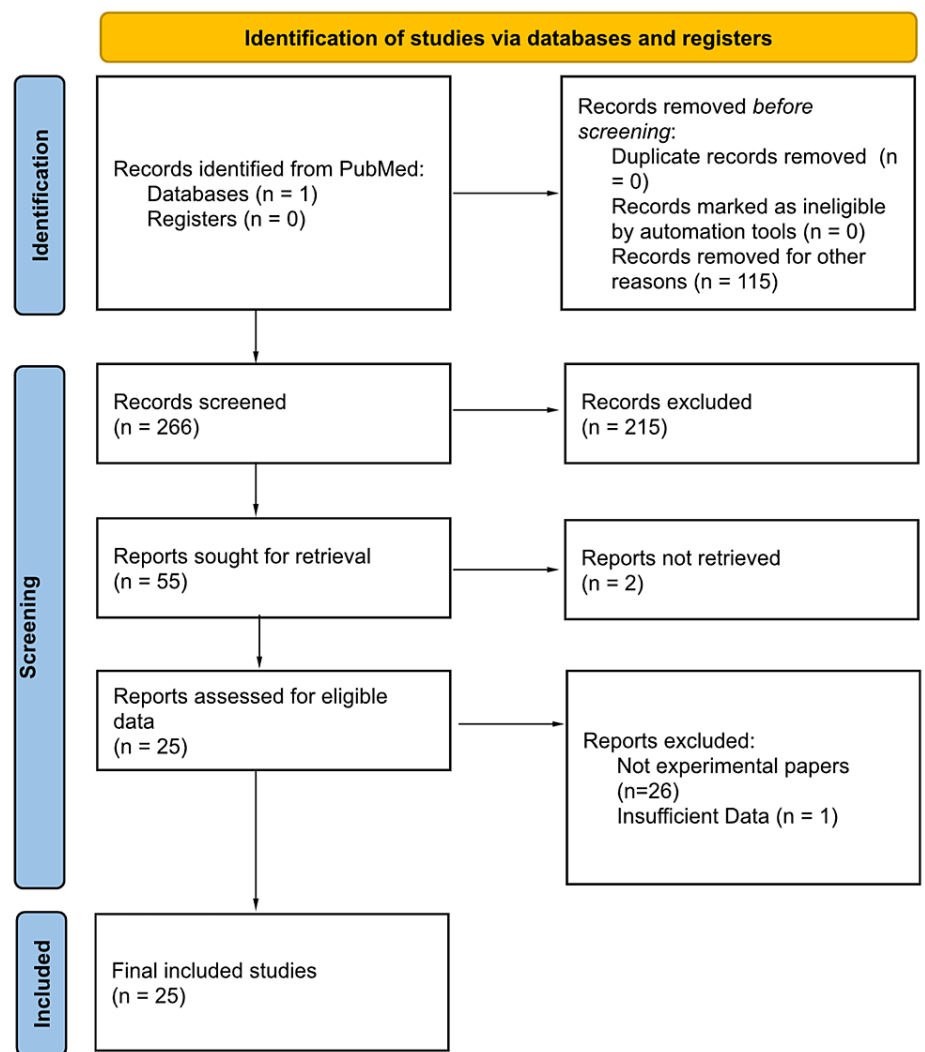 Identification of studies via databases and registers
Identification
Records identified from PubMed:
Databases (n = 1)
Registers (n = 0)
Records removed before
screening:
Duplicate records removed (n
= 0)
Records marked as ineligible
by automation tools (n = 0)
Records removed for other
reasons (n = 115)
Screening
Records screened
(n = 266)
Records excluded
(n = 215)
Reports sought for retrieval
(n = 55)
Reports not retrieved
(n = 2)
Reports assessed for eligible
data
(n = 25)
Reports excluded:
Not experimental papers
(n=26)
Insufficient Data (n = 1)
Included
Final included studies
(n = 25)